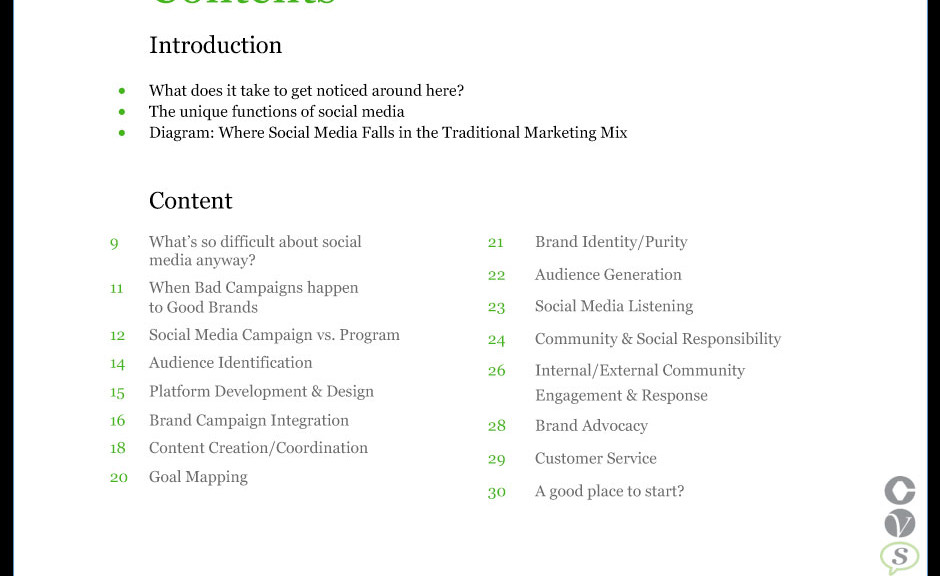 Contents
Introduction
What does it take to get noticed around here?
The unique functions of social media
Diagram: Where Social Media Falls in the Traditional Marketing Mix
Content
9 What's so difficult about social
media anyway?
11 When Bad Campaigns happen
to Good Brands
12 Social Media Campaign vs. Program
14 Audience Identification
15 Platform Development & Design
16 Brand Campaign Integration
18 Content Creation/Coordination
20 Goal Mapping
21 Brand Identity/Purity
22 Audience Generation
23 Social Media Listening
24 Community & Social Responsibility
26 Internal/External Community
Engagement & Response
28 Brand Advocacy
29 Customer Service
30 A good place to start?
C
V
S